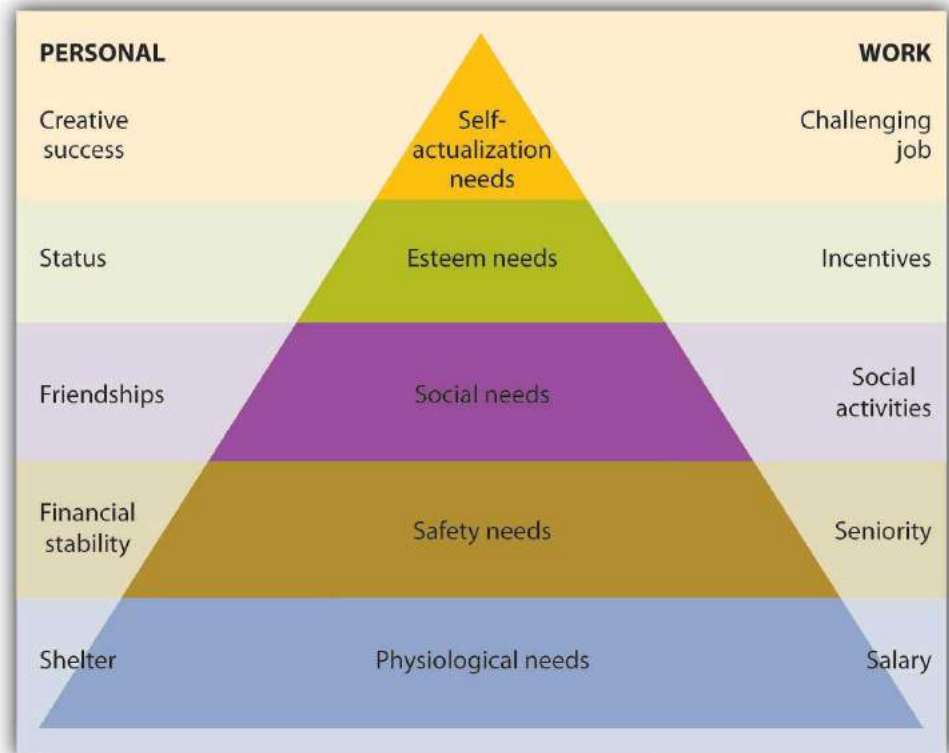 PERSONAL
WORK
Creative
success
Self-
actualization
needs
Challenging
job
Status
Esteem needs
Incentives
Friendships
Social needs
Social
activities
Financial
stability
Safety needs
Seniority
Shelter
Physiological needs
Salary